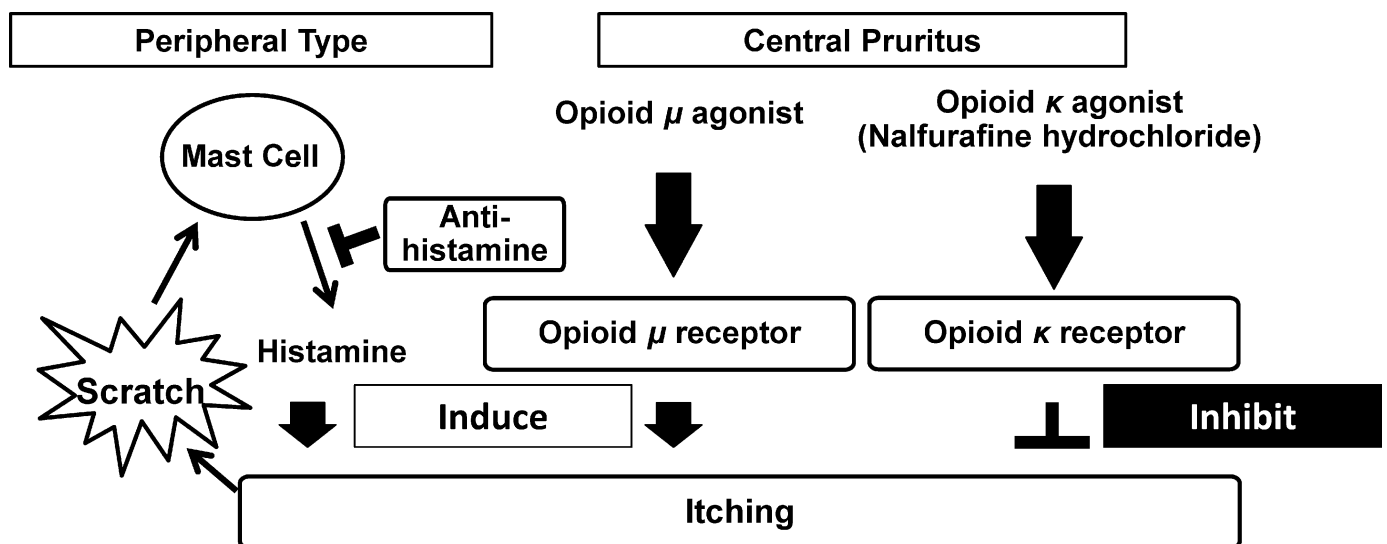 Peripheral Type
Central Pruritus
Opioid μ agonist
Opioid κ agonist
(Nalfurafine hydrochloride)
Mast Cell
Anti-
histamine
Opioid μ receptor
Opioid κ receptor
Histamine
Scratch
Induce
Inhibit
Itching